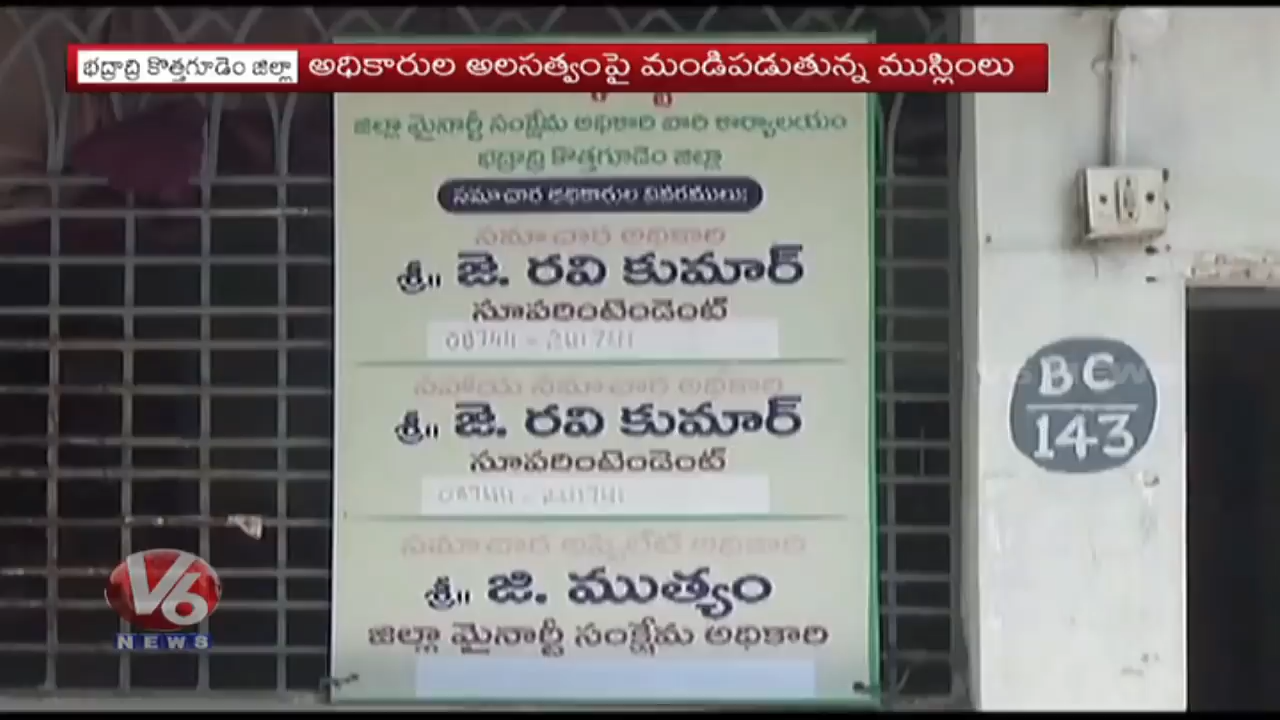 భద్రాద్రి కొత్తగూడెం జిల్లా అధికారుల అలసత్వంపై మండిపడుతున్న ముస్లింలు
జిల్లా మైనార్టీ సంక్షేమ అధికారి వారి కార్యాలయం
భద్రాద్రి కొత్తగూడెం జిల్లా
సమాచార అధికారుల వివరములు:
సమాచార అధికారి
శ్రీ॥ జె. రవి కుమార్
సూపరింటెండెంట్
సహాయ సమాచార అధికారి
శ్రీ॥ జె. రవి కుమార్
సూపరింటెండెంట్
సమాచార అప్పిలేట్ అధికారి
శ్రీ॥ జి. ముత్యం
జిల్లా మైనార్టీ సంక్షేమ అధికారి
BC
143
V6
NEWS